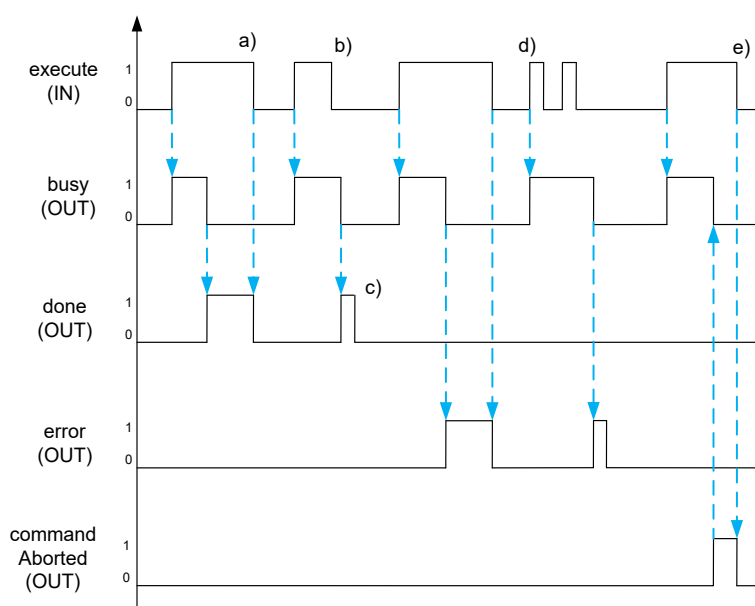 a)
b)
d)
e)
execute
(IN)
1
0
busy
(OUT)
1
0
c)
done
(OUT)
1
0
error
(OUT)
1
0
command
Aborted
(OUT)
1
0